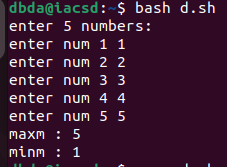 dbda@iacsd:~$ bash d.sh
enter 5 numbers:
enter num 1 1
enter num 2 2
enter num 3 3
enter num 4 4
enter num 5 5
maxm : 5
minm : 1